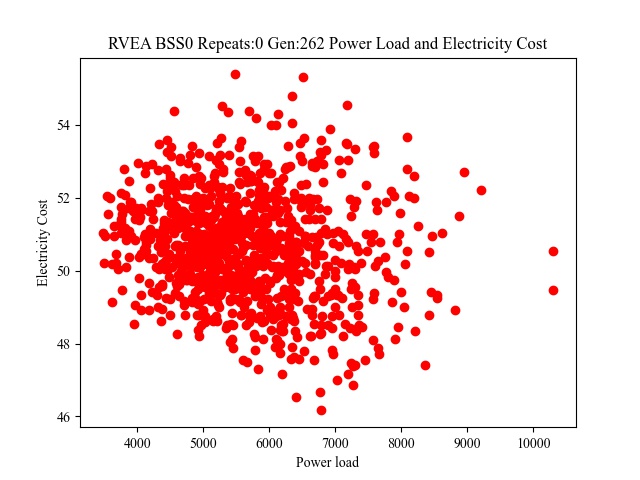 RVEA BSS0 Repeats:0 Gen:262 Power Load and Electricity Cost
54
52
50
48
46
Electricity Cost
4000 5000 6000 7000 8000 9000 10000
Power load